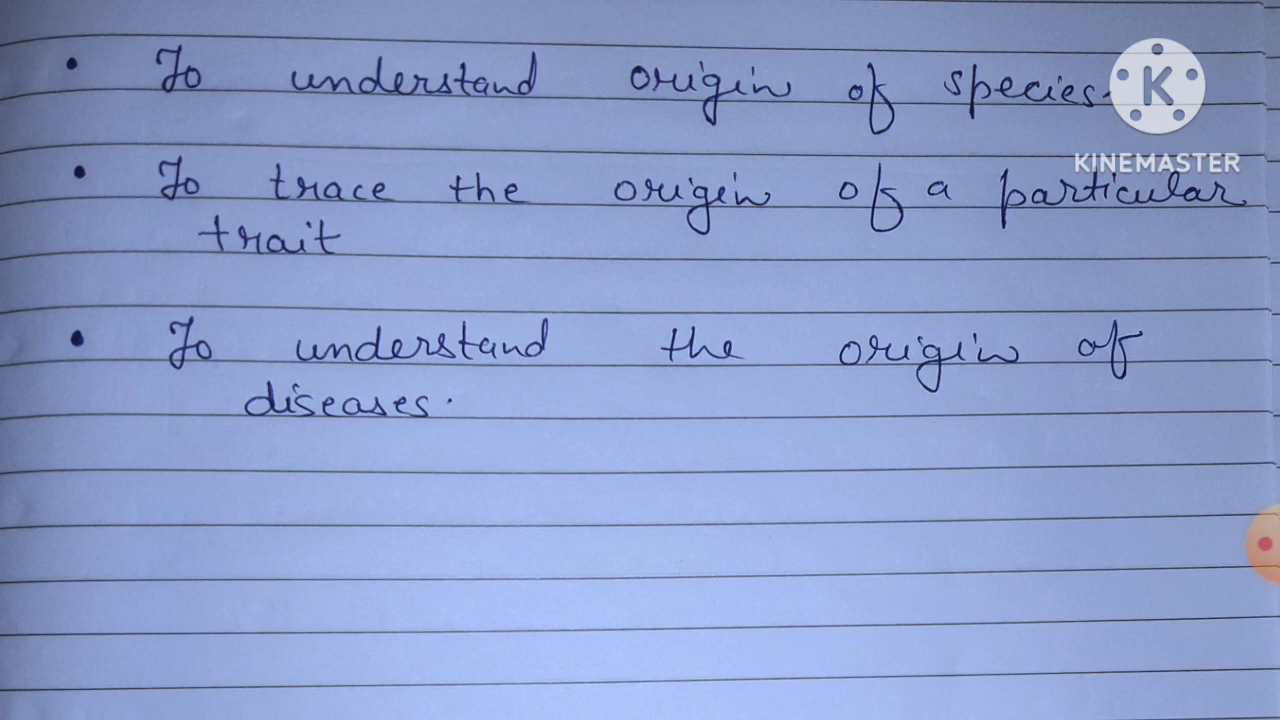 • To understand origin of species.
KINEMASTER
• To trace the origin of a particular
trait
• To understand the origin of
diseases.